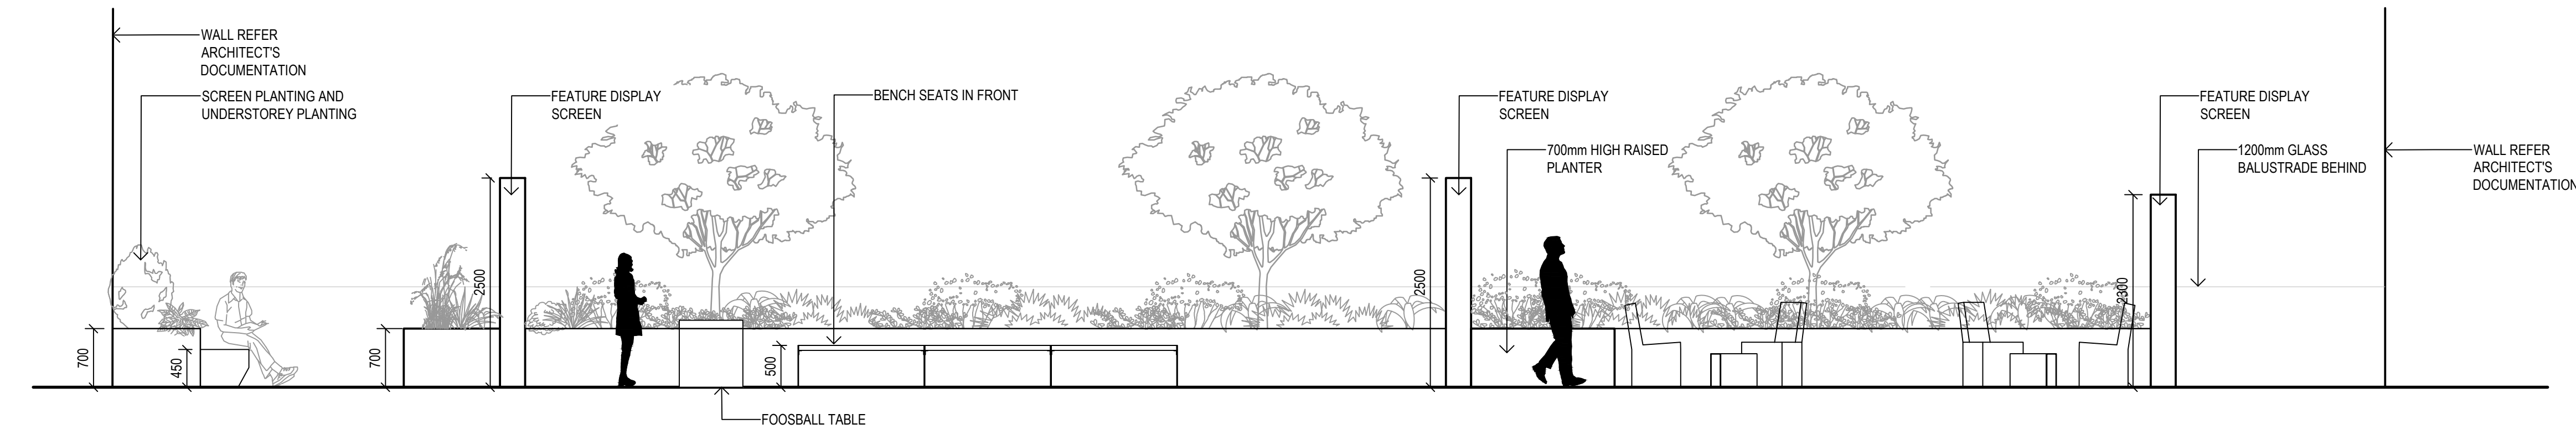 WALL REFER
ARCHITECT'S
DOCUMENTATION
SCREEN PLANTING AND
UNDERSTOREY PLANTING
FEATURE DISPLAY
SCREEN
BENCH SEATS IN FRONT
FEATURE DISPLAY
SCREEN
700mm HIGH RAISED
PLANTER
FEATURE DISPLAY
SCREEN
1200mm GLASS
BALUSTRADE BEHIND
WALL REFER
ARCHITECT'S
DOCUMENTATION
700
450
700
2500
500
2500
2300
FOOSBALL TABLE